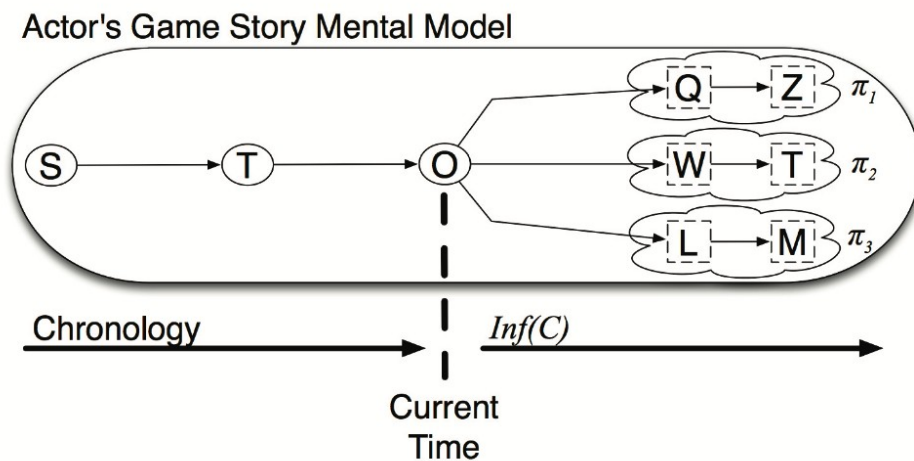 Actor's Game Story Mental Model
Q Z π1
S T O W T π2
L M π3
Chronology Inf(C)
Current
Time